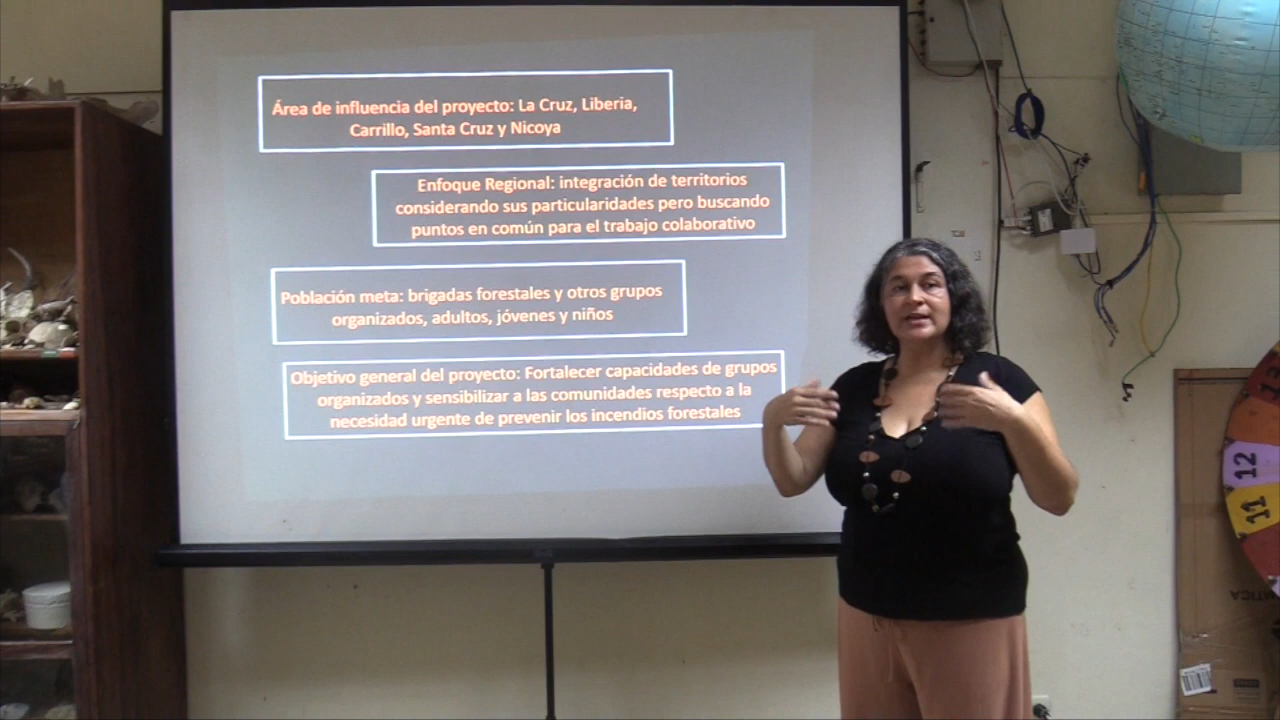 Área de influencia del proyecto: La Cruz, Liberia,
Carrillo, Santa Cruz y Nicoya
Enfoque Regional: integración de territorios
considerando sus particularidades pero buscando
puntos en común para el trabajo colaborativo
Población meta: brigadas forestales y otros grupos
organizados, adultos, jóvenes y niños
Objetivo general del proyecto: Fortalecer capacidades de grupos
organizados y sensibilizar a las comunidades respecto a la
necesidad urgente de prevenir los incendios forestales
13
12
11